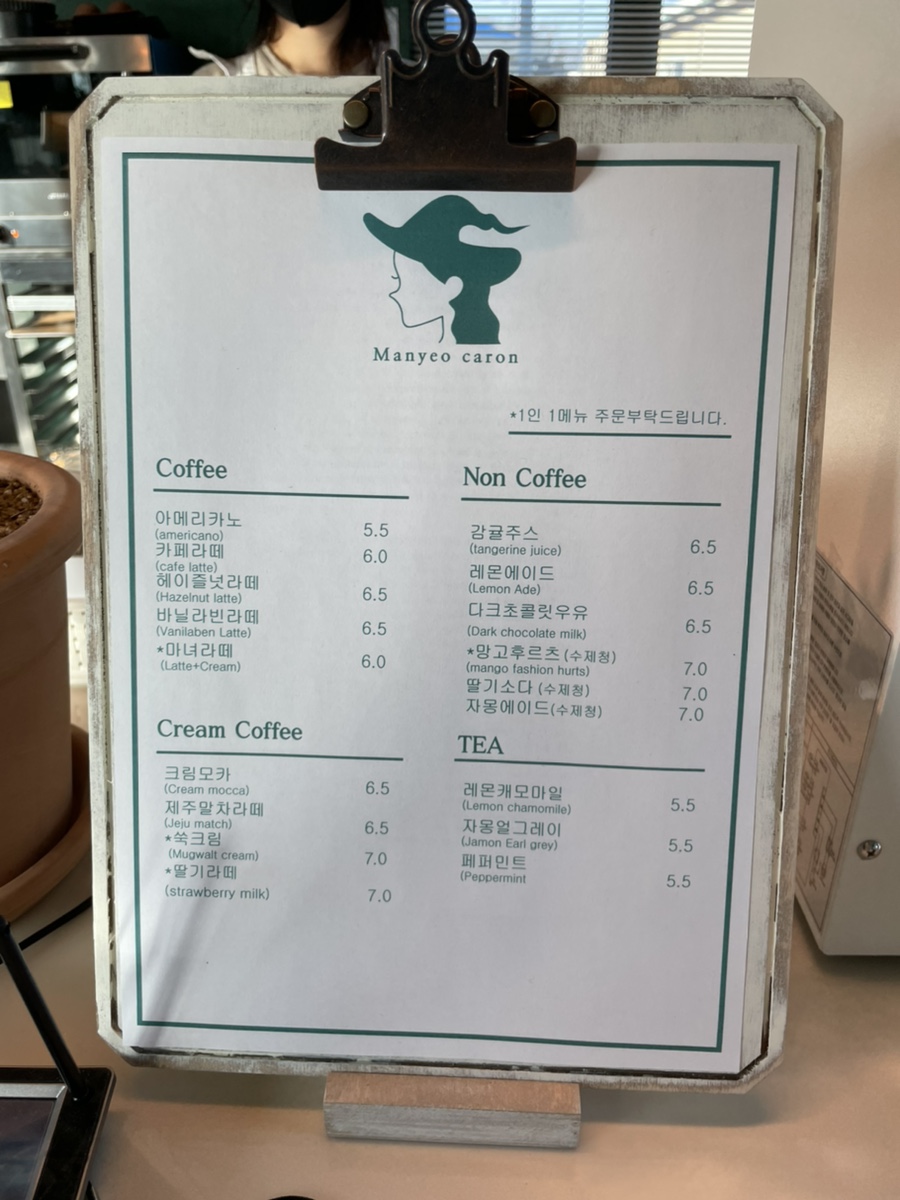 Manyeo caron
*1인 1메뉴 주문부탁드립니다.
Coffee
아메리카노 5.5
(americano)
카페라떼 6.0
(cafe latte)
헤이즐넛라떼 6.5
(Hazelnut latte)
바닐라빈라떼 6.5
(Vanilaben Latte)
*마녀라떼 6.0
(Latte+Cream)
Cream Coffee
크림모카 6.5
(Cream mocca)
제주말차라떼 6.5
(Jeju match)
*쑥크림 7.0
(Mugwalt cream)
*딸기라떼
(strawberry milk) 7.0
Non Coffee
감귤주스 6.5
(tangerine juice)
레몬에이드 6.5
(Lemon Ade)
다크초콜릿우유 6.5
(Dark chocolate milk)
*망고후르츠(수제청) 7.0
(mango fashion hurts)
딸기소다 (수제청) 7.0
자몽에이드(수제청) 7.0
TEA
레몬캐모마일 5.5
(Lemon chamomile)
자몽얼그레이 5.5
(Jamon Earl grey)
페퍼민트 5.5
(Peppermint